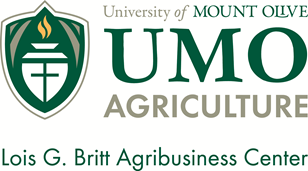 University of MOUNT OLIVE
UMO
AGRICULTURE
Lois G. Britt Agribusiness Center